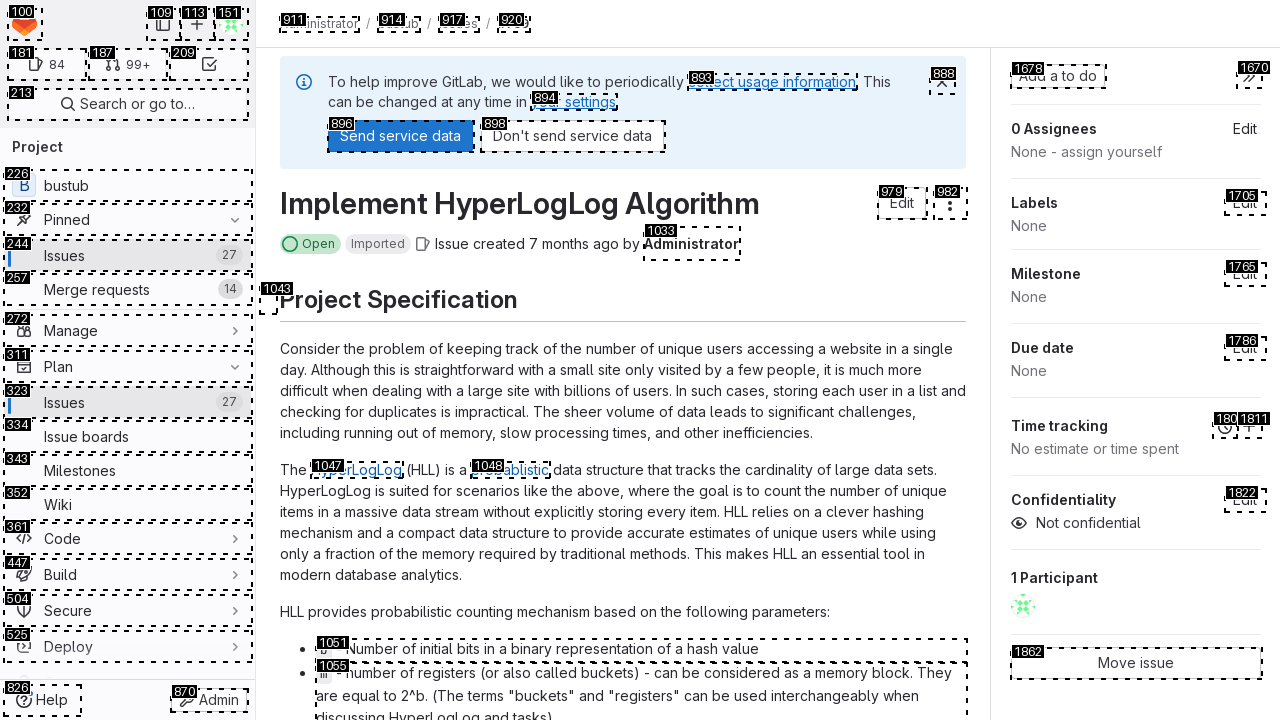 100
109
113
151
181
84
187
99+
209
213
Search or go to…
Project
226
B
bustub
232
Pinned
244
Issues
27
257
Merge requests
14
272
Manage
311
Plan
323
Issues
27
334
Issue boards
343
Milestones
352
Wiki
361
Code
447
Build
504
Secure
525
Deploy
826
Help
870
Admin
911
914
917
920
/ / /
To help improve GitLab, we would like to periodically collect usage information. This
can be changed at any time in your settings.
893
894
888
896
Send service data
898
Don't send service data
Implement HyperLogLog Algorithm
979
Edit
982
Open
Imported
Issue created 7 months ago by Administrator
1033
1043
Project Specification
Consider the problem of keeping track of the number of unique users accessing a website in a single
day. Although this is straightforward with a small site only visited by a few people, it is much more
difficult when dealing with a large site with billions of users. In such cases, storing each user in a list and
checking for duplicates is impractical. The sheer volume of data leads to significant challenges,
including running out of memory, slow processing times, and other inefficiencies.
1047
1048
The HyperLogLog (HLL) is a probablistic data structure that tracks the cardinality of large data sets.
HyperLogLog is suited for scenarios like the above, where the goal is to count the number of unique
items in a massive data stream without explicitly storing every item. HLL relies on a clever hashing
mechanism and a compact data structure to provide accurate estimates of unique users while using
only a fraction of the memory required by traditional methods. This makes HLL an essential tool in
modern database analytics.
HLL provides probabilistic counting mechanism based on the following parameters:
1051
b - Number of initial bits in a binary representation of a hash value
1055
m - number of registers (or also called buckets) - can be considered as a memory block. They
are equal to 2^b. (The terms "buckets" and "registers" can be used interchangeably when
discussing HyperLogLog and tasks).
1678
Add a to do
1670
0 Assignees
Edit
None - assign yourself
Labels
1705
Edit
None
Milestone
1765
Edit
None
Due date
1786
Edit
None
Time tracking
180
1811
No estimate or time spent
Confidentiality
1822
Edit
Not confidential
1 Participant
1862
Move issue